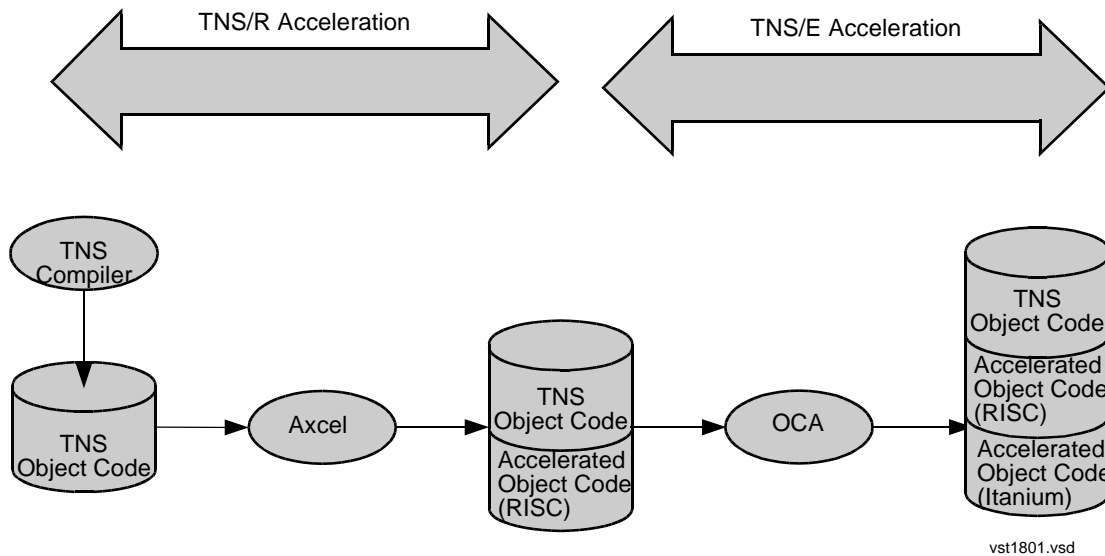 TNS/R Acceleration
TNS/E Acceleration
TNS
Compiler
TNS
Object Code
Axcel
TNS
Object Code
Accelerated
Object Code
(RISC)
OCA
TNS
Object Code
Accelerated
Object Code
(RISC)
Accelerated
Object Code
(Itanium)
vst1801.vsd